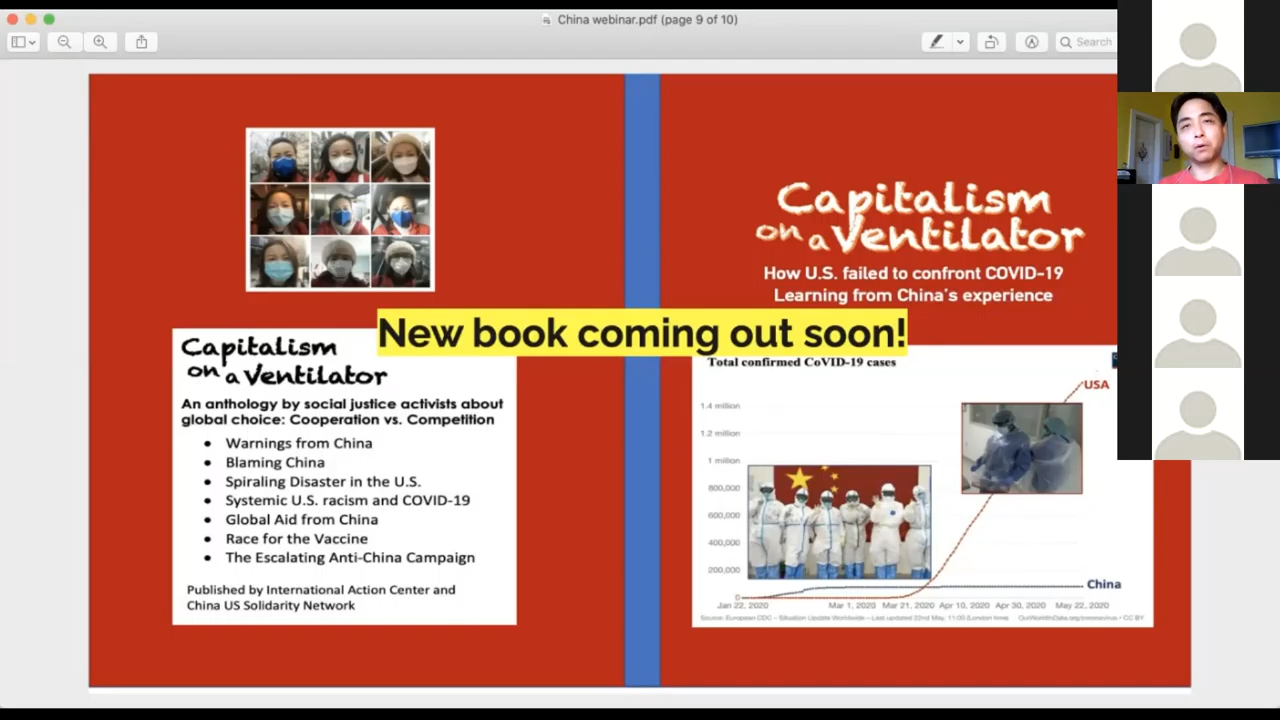 China webinar.pdf (page 9 of 10)
Search
Capitalism
on a Ventilator
How U.S. failed to confront COVID-19
Learning from China's experience
New book coming out soon!
Capitalism
on a Ventilator
An anthology by social justice activists about
global choice: Cooperation vs. Competition
• Warnings from China
• Blaming China
• Spiraling Disaster in the U.S.
• Systemic U.S. racism and COVID-19
• Global Aid from China
• Race for the Vaccine
• The Escalating Anti-China Campaign
Published by International Action Center and
China US Solidarity Network
Total confirmed CoVID-19 cases
USA
1.4 million
1.2 million
1 million
800,000
600,000
400,000
200,000
0
China
Jan 22, 2020 Mar 1, 2020 Mar 21, 2020 Apr 10, 2020 Apr 30, 2020 May 22, 2020
Source: European CDC – Situation Update Worldwide – Last updated 22nd May, 11:00 (London time) OurWorldInData.org/coronavirus • CC BY